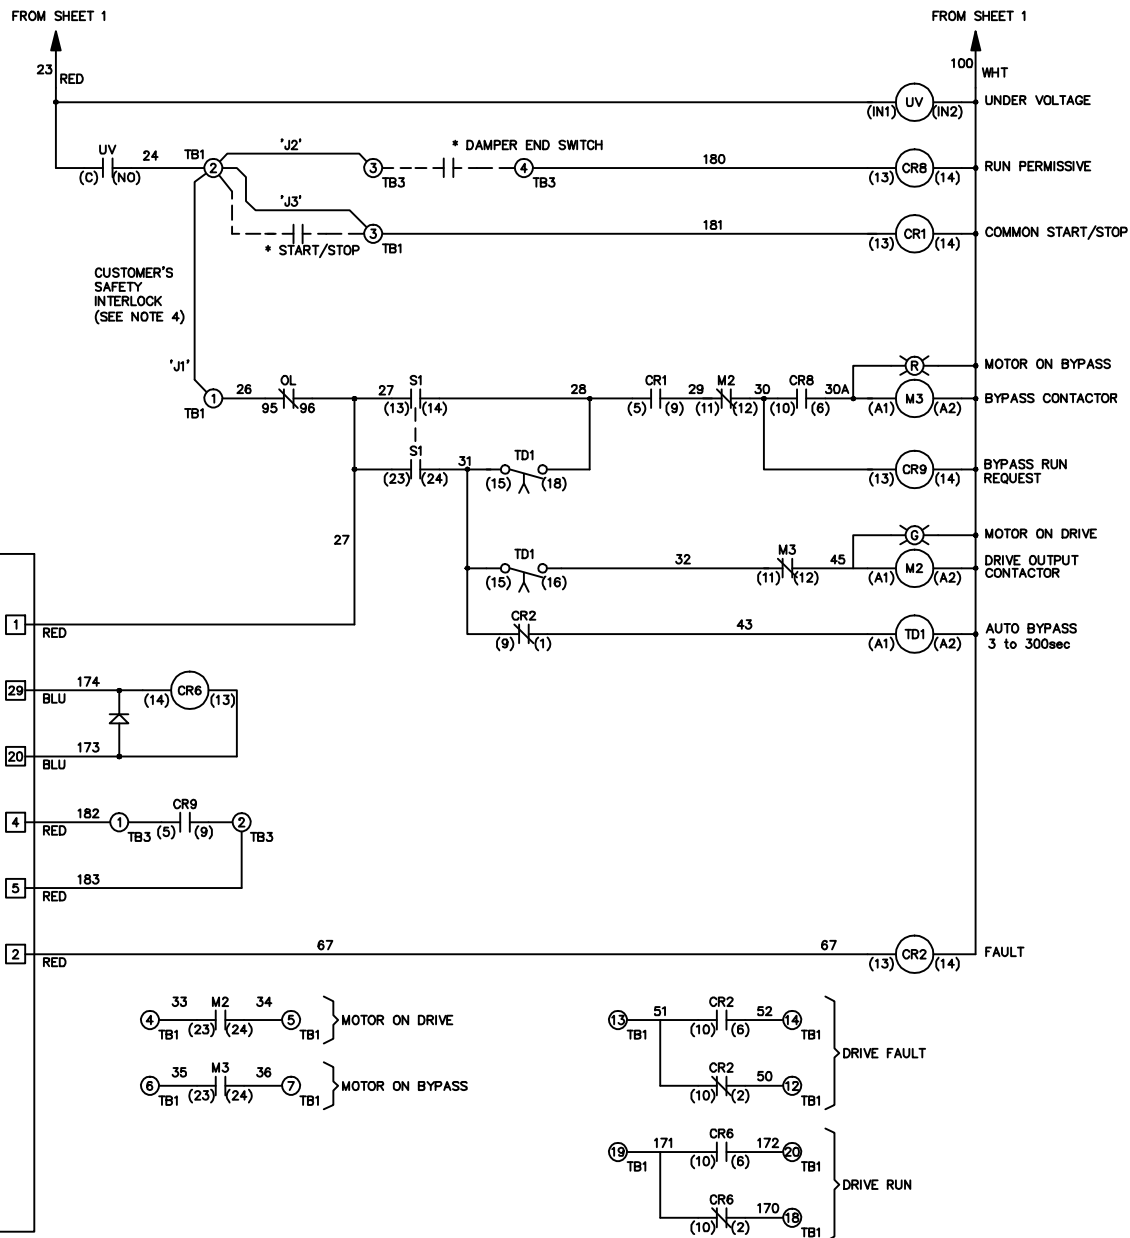 FROM SHEET 1
FROM SHEET 1
23
RED
100
WHT
UV
(IN1) (IN2)
UNDER VOLTAGE
UV
(C) (NO)
24
TB1
2
'J2'
3
TB3
* DAMPER END SWITCH
4
TB3
180
CR8
(13) (14)
RUN PERMISSIVE
'J3'
* START/STOP
3
TB1
181
CR1
(13) (14)
COMMON START/STOP
CUSTOMER'S
SAFETY
INTERLOCK
(SEE NOTE 4)
'J1'
1
TB1
26
OL
95 96
27
S1
(13) (14)
28
CR1
(5) (9)
29
M2
(11) (12)
30
CR8
(10) (6)
30A
R
MOTOR ON BYPASS
M3
(A1) (A2)
BYPASS CONTACTOR
S1
(23) (24)
31
TD1
(15) (18)
CR9
(13) (14)
BYPASS RUN
REQUEST
27
TD1
(15) (16)
32
M3
(11) (12)
45
G
MOTOR ON DRIVE
M2
(A1) (A2)
DRIVE OUTPUT
CONTACTOR
CR2
(9) (1)
43
TD1
(A1) (A2)
AUTO BYPASS
3 to 300sec
1
RED
29
BLU
174
CR6
(14) (13)
20
BLU
173
4
RED
182
1
TB3
CR9
(5) (9)
2
TB3
5
RED
183
2
RED
67
67
CR2
(13) (14)
FAULT
4
TB1
33
M2
(23) (24)
34
5
TB1
MOTOR ON DRIVE
6
TB1
35
M3
(23) (24)
36
7
TB1
MOTOR ON BYPASS
13
TB1
51
CR2
(10) (6)
52
14
TB1
CR2
(10) (2)
50
12
TB1
DRIVE FAULT
19
TB1
171
CR6
(10) (6)
172
20
TB1
CR6
(10) (2)
170
18
TB1
DRIVE RUN